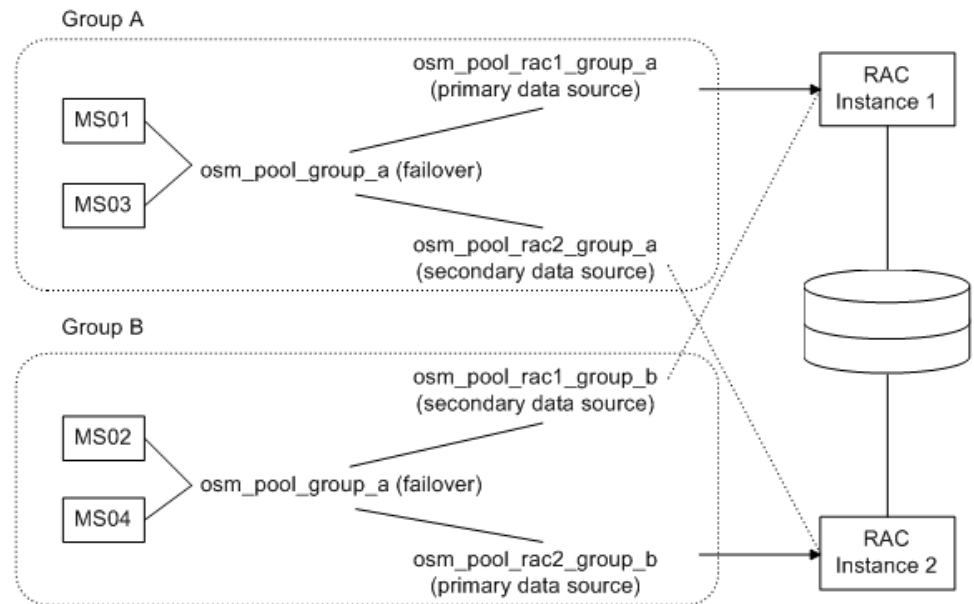 Group A
osm_pool_rac1_group_a
(primary data source)
RAC
Instance 1
MS01
osm_pool_group_a (failover)
MS03
osm_pool_rac2_group_a
(secondary data source)
Group B
osm_pool_rac1_group_b
(secondary data source)
MS02
osm_pool_group_a (failover)
MS04
osm_pool_rac2_group_b
(primary data source)
RAC
Instance 2